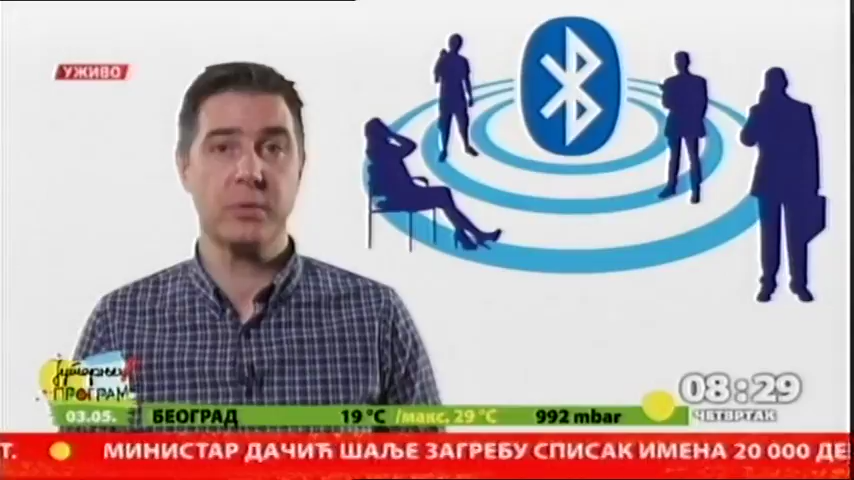 УЖИВО
Јутарњи
ПРОГРАМ
08:29
03.05. БЕОГРАД 19 °C /макс. 29 °C 992 mbar
ЧЕТВРТАК
Т. МИНИСТАР ДАЧИЋ ШАЉЕ ЗАГРЕБУ СПИСАК ИМЕНА 20 000 ДЕ